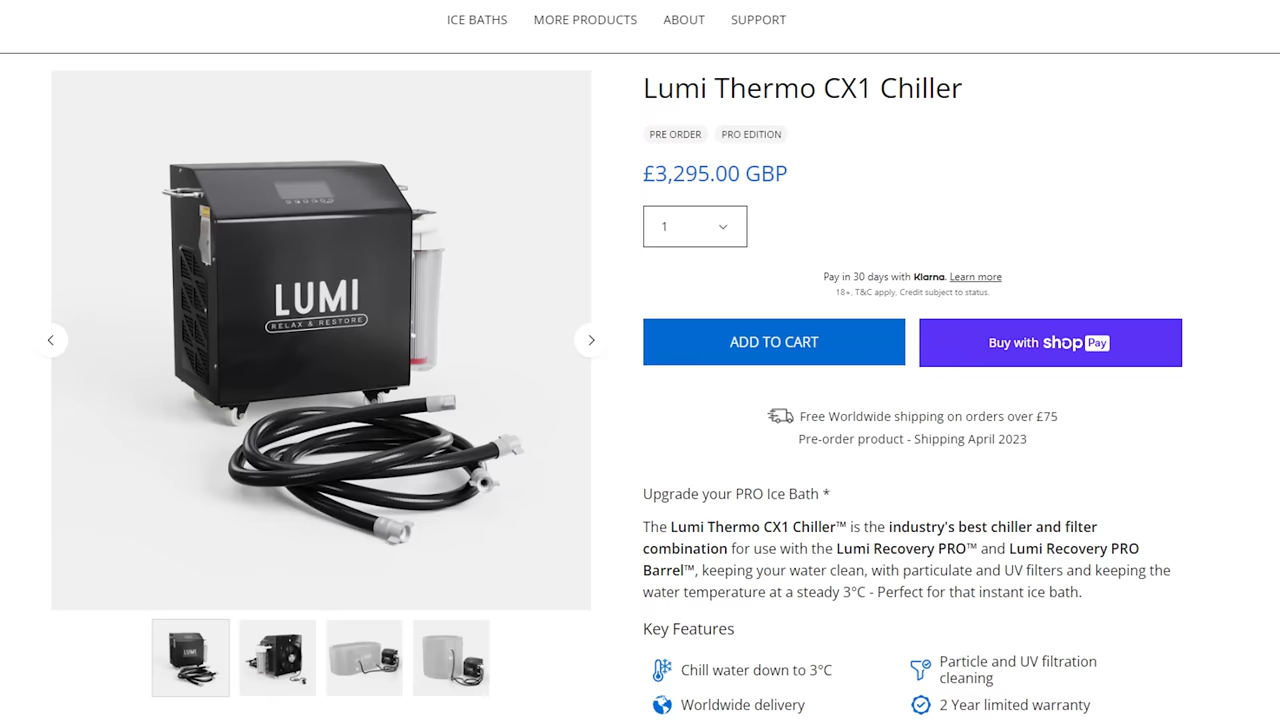 ICE BATHS MORE PRODUCTS ABOUT SUPPORT
LUMI
RELAX & RESTORE
Lumi Thermo CX1 Chiller
PRE ORDER PRO EDITION
£3,295.00 GBP
1
Pay in 30 days with Klarna. Learn more
18+, T&C apply, Credit subject to status.
ADD TO CART Buy with shop Pay
Free Worldwide shipping on orders over £75
Pre-order product - Shipping April 2023
Upgrade your PRO Ice Bath *
The Lumi Thermo CX1 Chiller™ is the industry's best chiller and filter
combination for use with the Lumi Recovery PRO™ and Lumi Recovery PRO
Barrel™, keeping your water clean, with particulate and UV filters and keeping the
water temperature at a steady 3°C - Perfect for that instant ice bath.
Key Features
Chill water down to 3°C
Particle and UV filtration
cleaning
Worldwide delivery
2 Year limited warranty
LUMI
LUMI